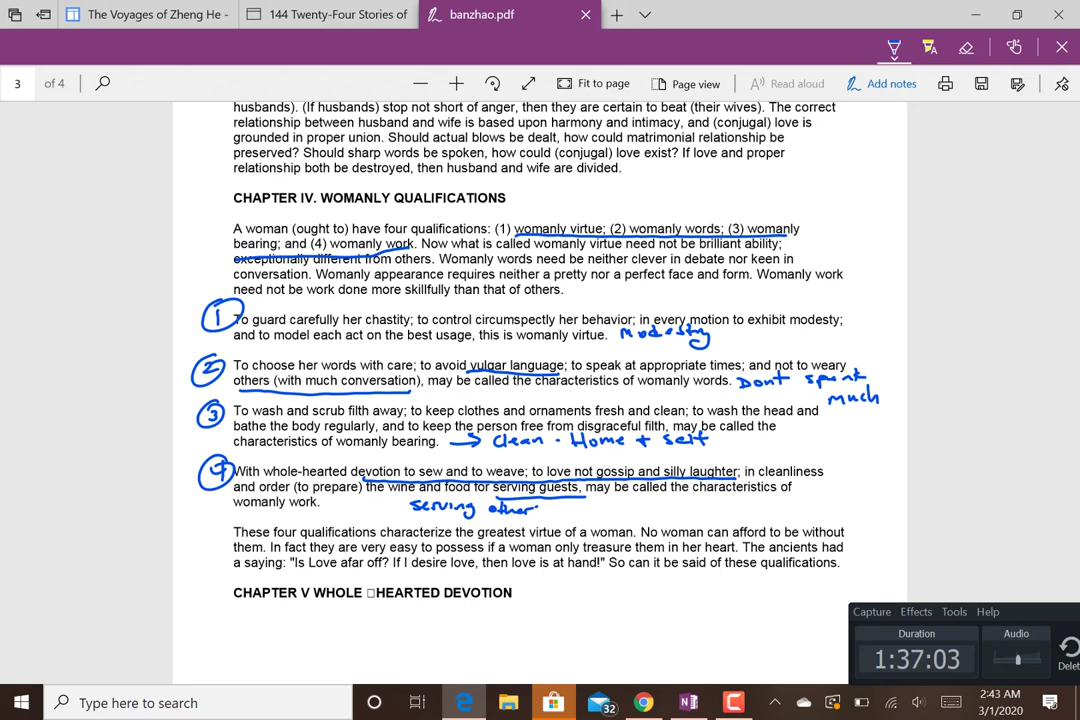 The Voyages of Zheng He -
144 Twenty-Four Stories of
banzhao.pdf
3 of 4
Fit to page
Page view
Read aloud
Add notes
husbands). (If husbands) stop not short of anger, then they are certain to beat (their wives). The correct
relationship between husband and wife is based upon harmony and intimacy, and (conjugal) love is
grounded in proper union. Should actual blows be dealt, how could matrimonial relationship be
preserved? Should sharp words be spoken, how could (conjugal) love exist? If love and proper
relationship both be destroyed, then husband and wife are divided.
CHAPTER IV. WOMANLY QUALIFICATIONS
A woman (ought to) have four qualifications: (1) womanly virtue; (2) womanly words; (3) womanly
bearing; and (4) womanly work. Now what is called womanly virtue need not be brilliant ability;
exceptionally different from others. Womanly words need be neither clever in debate nor keen in
conversation. Womanly appearance requires neither a pretty nor a perfect face and form. Womanly work
need not be work done more skillfully than that of others.
1
To guard carefully her chastity; to control circumspectly her behavior; in every motion to exhibit modesty;
and to model each act on the best usage, this is womanly virtue. modesty
2
To choose her words with care; to avoid vulgar language; to speak at appropriate times; and not to weary
others (with much conversation), may be called the characteristics of womanly words. Dont speak
much
3
To wash and scrub filth away; to keep clothes and ornaments fresh and clean; to wash the head and
bathe the body regularly, and to keep the person free from disgraceful filth, may be called the
characteristics of womanly bearing. → clean - Home + self
4
With whole-hearted devotion to sew and to weave; to love not gossip and silly laughter; in cleanliness
and order (to prepare) the wine and food for serving guests, may be called the characteristics of
womanly work. serving other
These four qualifications characterize the greatest virtue of a woman. No woman can afford to be without
them. In fact they are very easy to possess if a woman only treasure them in her heart. The ancients had
a saying: "Is Love afar off? If I desire love, then love is at hand!" So can it be said of these qualifications.
CHAPTER V WHOLE □HEARTED DEVOTION
Capture Effects Tools Help
Duration Audio
1:37:03
Delet
Type here to search
32
2:43 AM
3/1/2020